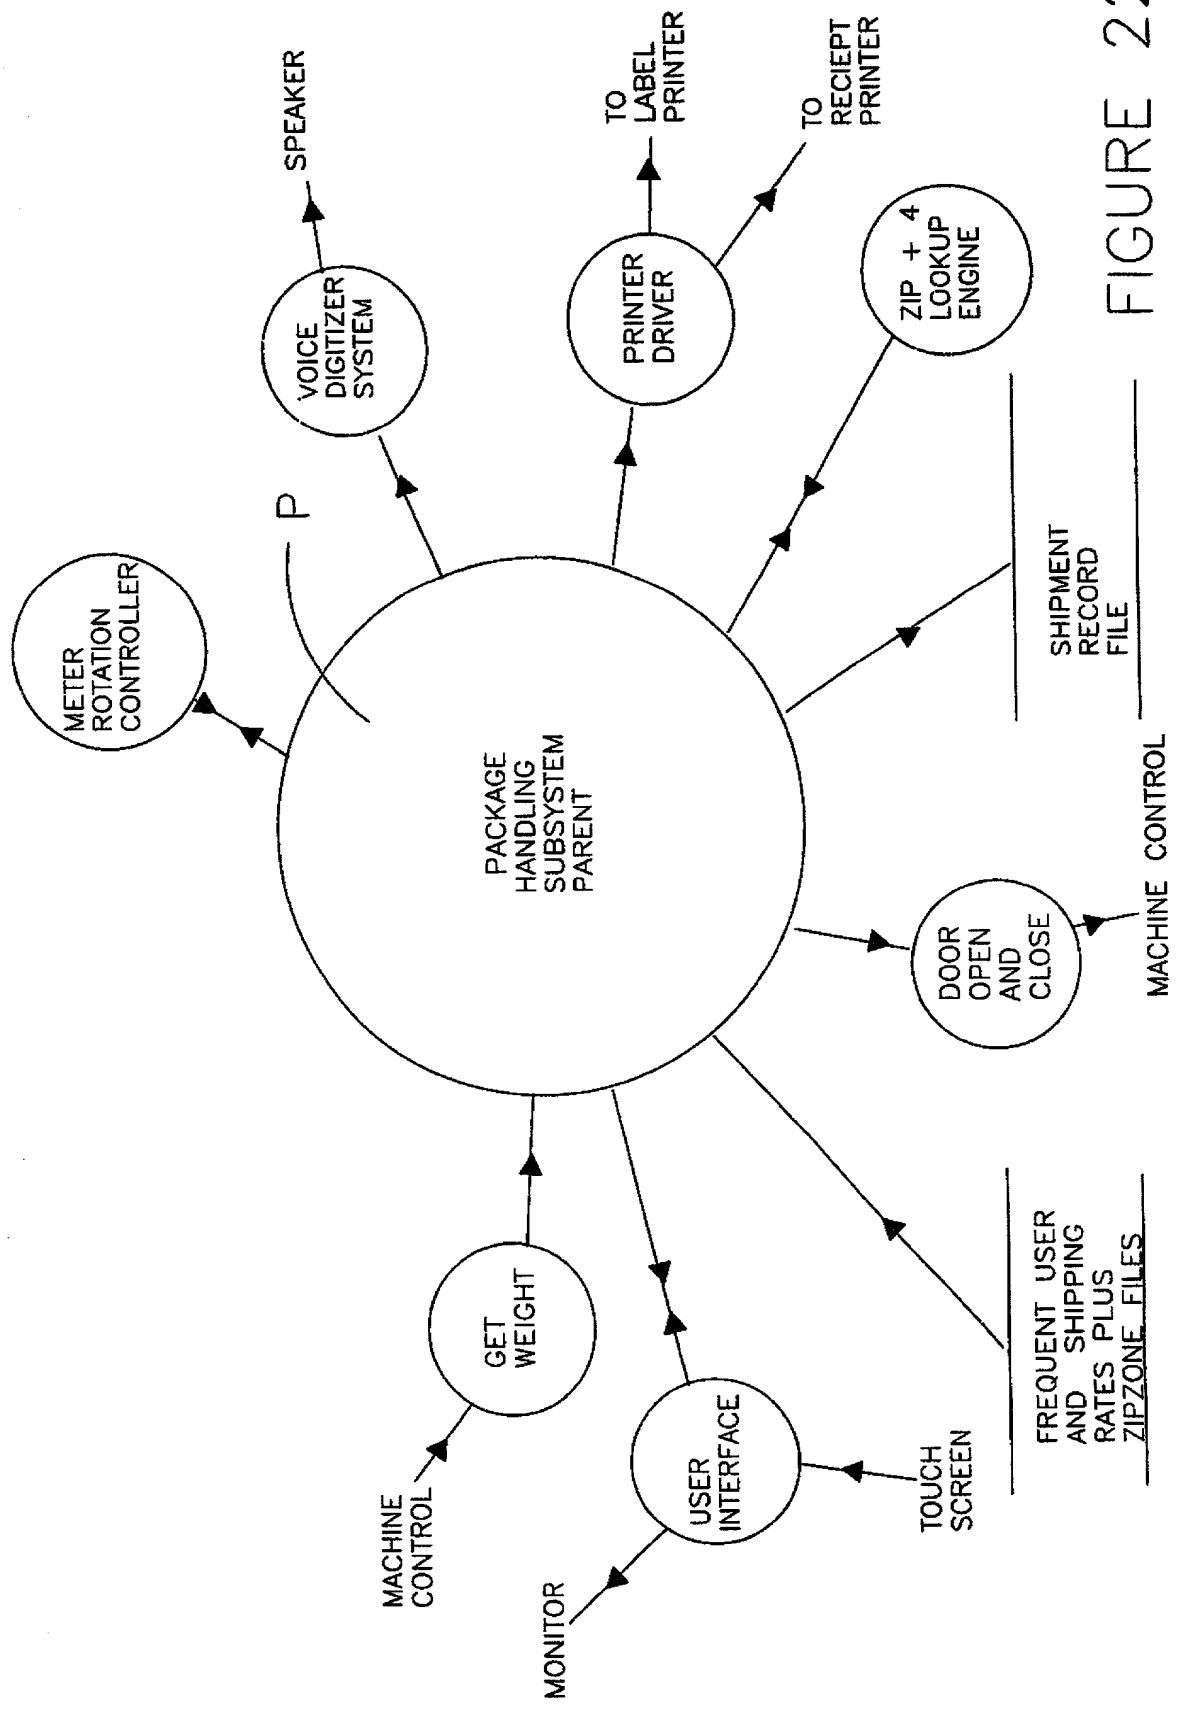 METER
ROTATION
CONTROLLER
P
VOICE
DIGITIZER
SYSTEM
SPEAKER
MACHINE
CONTROL
GET
WEIGHT
PACKAGE
HANDLING
SUBSYSTEM
PARENT
PRINTER
DRIVER
TO
LABEL
PRINTER
TO
RECIEPT
PRINTER
MONITOR
USER
INTERFACE
TOUCH
SCREEN
ZIP + 4
LOOKUP
ENGINE
DOOR
OPEN
AND
CLOSE
MACHINE CONTROL
SHIPMENT
RECORD
FILE
FREQUENT USER
AND SHIPPING
RATES PLUS
ZIPZONE FILES
FIGURE 22